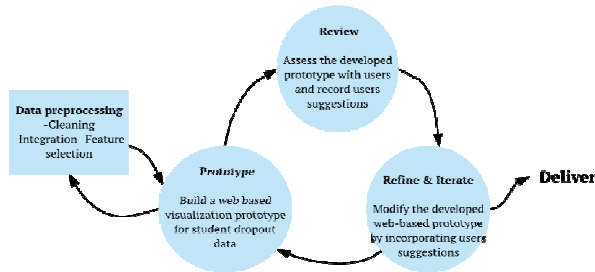 Data preprocessing
-Cleaning
Integration -Feature
selection
Prototype
Build a web based
visualization prototype
for student dropout
data
Review
Assess the developed
prototype with users
and record users
suggestions
Refine & Iterate
Modify the developed
web-based prototype
by incorporating users
suggestions
Deliver